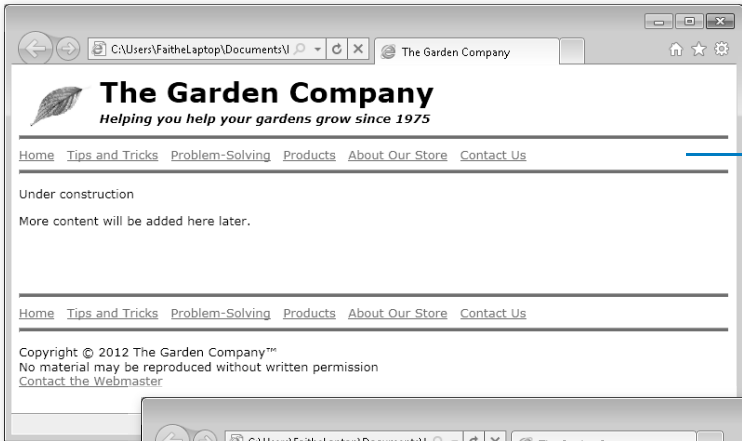 C:\Users\FaitheLaptop\Documents\
The Garden Company
The Garden Company
Helping you help your gardens grow since 1975
Home Tips and Tricks Problem-Solving Products About Our Store Contact Us
Under construction
More content will be added here later.
Home Tips and Tricks Problem-Solving Products About Our Store Contact Us
Copyright © 2012 The Garden Company™
No material may be reproduced without written permission
Contact the Webmaster